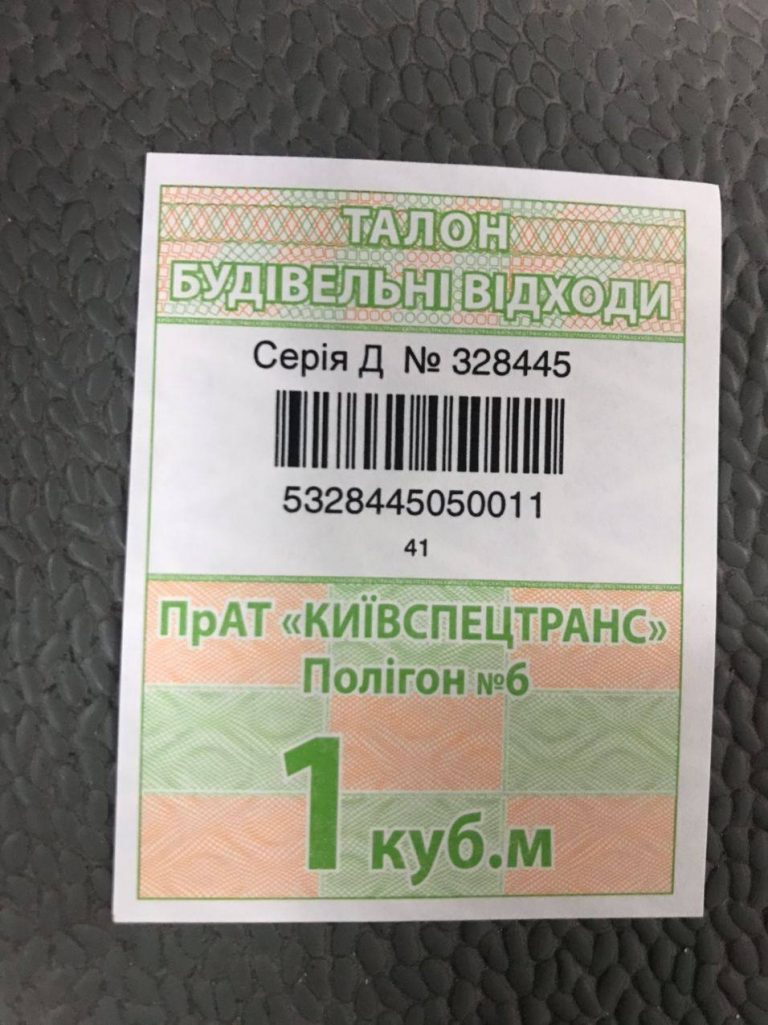 ТАЛОН
БУДІВЕЛЬНІ ВІДХОДИ
Серія Д № 328445
5328445050011
41
ПрАТ «КИЇВСПЕЦТРАНС»
Полігон №6
1 куб.м